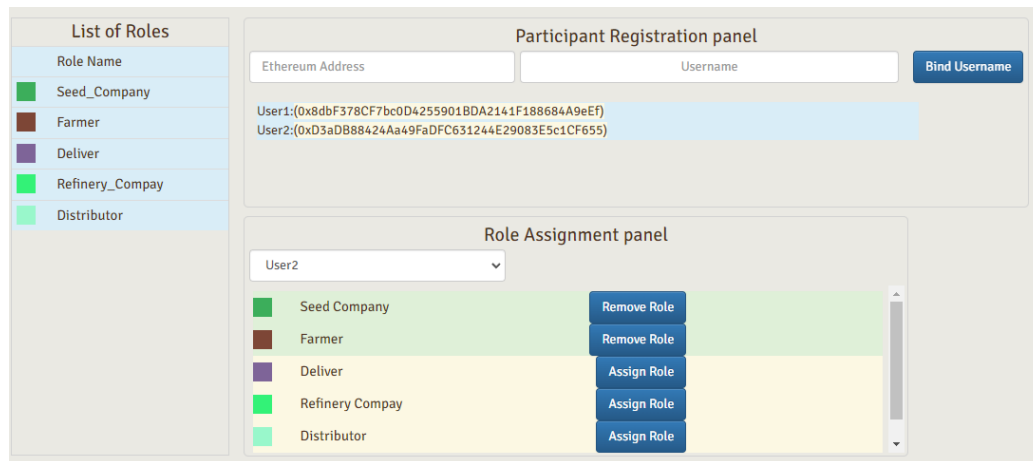 List of Roles
Role Name
Seed_Company
Farmer
Deliver
Refinery_Compay
Distributor
Participant Registration panel
Ethereum Address
Username
Bind Username
User1:(0x8dbF378CF7bc0D4255901BDA2141F188684A9eEf)
User2:(0xD3aDB88424Aa49FaDFC631244E29083E5c1CF655)
Role Assignment panel
User2
Seed Company Remove Role
Farmer Remove Role
Deliver Assign Role
Refinery Compay Assign Role
Distributor Assign Role